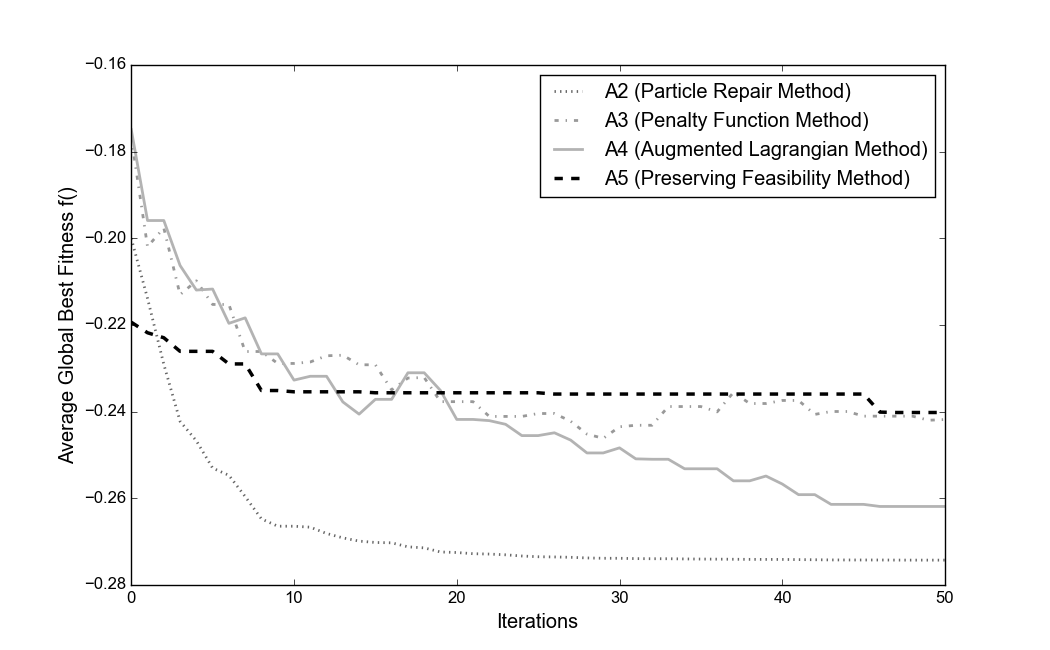 −0.16
−0.18
−0.20
−0.22
−0.24
−0.26
−0.28
Average Global Best Fitness f()
A2 (Particle Repair Method)
A3 (Penalty Function Method)
A4 (Augmented Lagrangian Method)
A5 (Preserving Feasibility Method)
0 10 20 30 40 50
Iterations